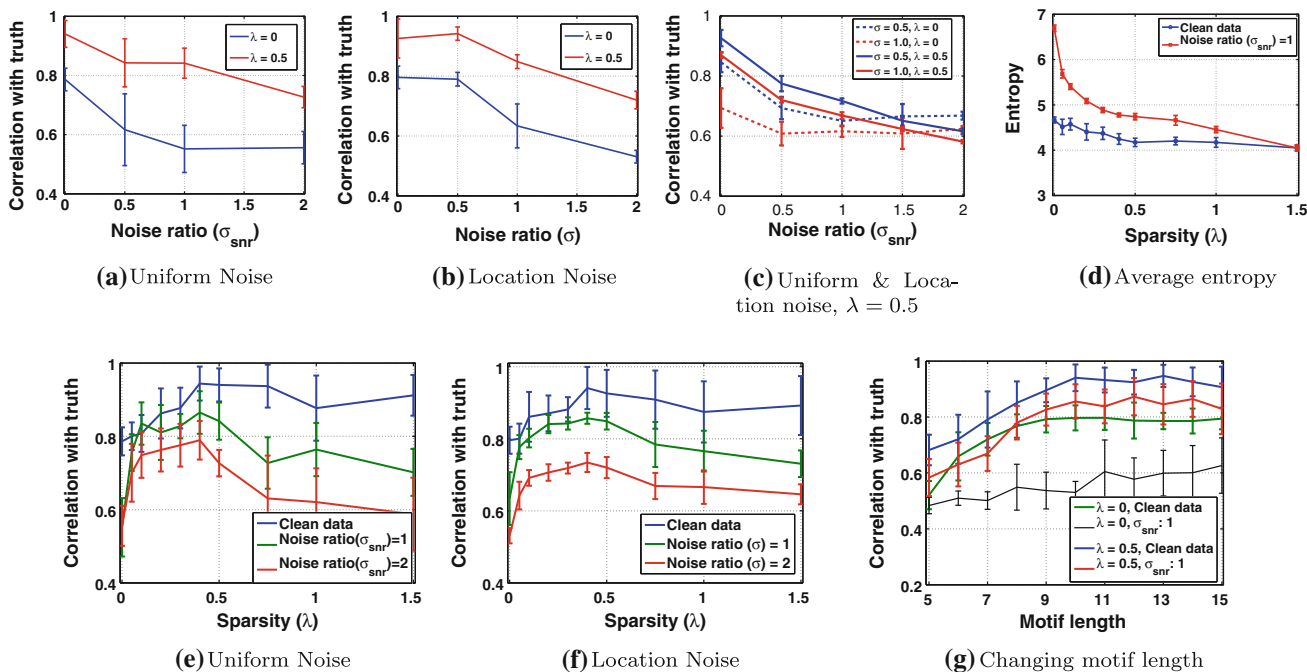 1
0.8
0.6
0.4
Correlation with truth
0 0.5 1 1.5 2
Noise ratio (σsnr)
λ = 0
λ = 0.5
(a) Uniform Noise
1
0.8
0.6
0.4
Correlation with truth
0 0.5 1 1.5 2
Noise ratio (σ)
λ = 0
λ = 0.5
(b) Location Noise
1
0.8
0.6
0.4
Correlation with truth
0 0.5 1 1.5 2
Noise ratio (σsnr)
σ = 0.5, λ = 0
σ = 1.0, λ = 0
σ = 0.5, λ = 0.5
σ = 1.0, λ = 0.5
(c) Uniform & Loca-
tion noise, λ = 0.5
7
6
5
4
3
Entropy
0 0.5 1 1.5
Sparsity (λ)
Clean data
Noise ratio (σsnr) =1
(d) Average entropy
1
0.8
0.6
0.4
Correlation with truth
0 0.5 1 1.5
Sparsity (λ)
Clean data
Noise ratio(σsnr)=1
Noise ratio(σsnr)=2
(e) Uniform Noise
1
0.8
0.6
0.4
Correlation with truth
0 0.5 1 1.5
Sparsity (λ)
Clean data
Noise ratio (σ) = 1
Noise ratio (σ) = 2
(f) Location Noise
1
0.8
0.6
0.4
0.2
Correlation with truth
5 7 9 11 13 15
Motif length
λ = 0, Clean data
λ = 0, σsnr: 1
λ = 0.5, Clean data
λ = 0.5, σsnr: 1
(g) Changing motif length